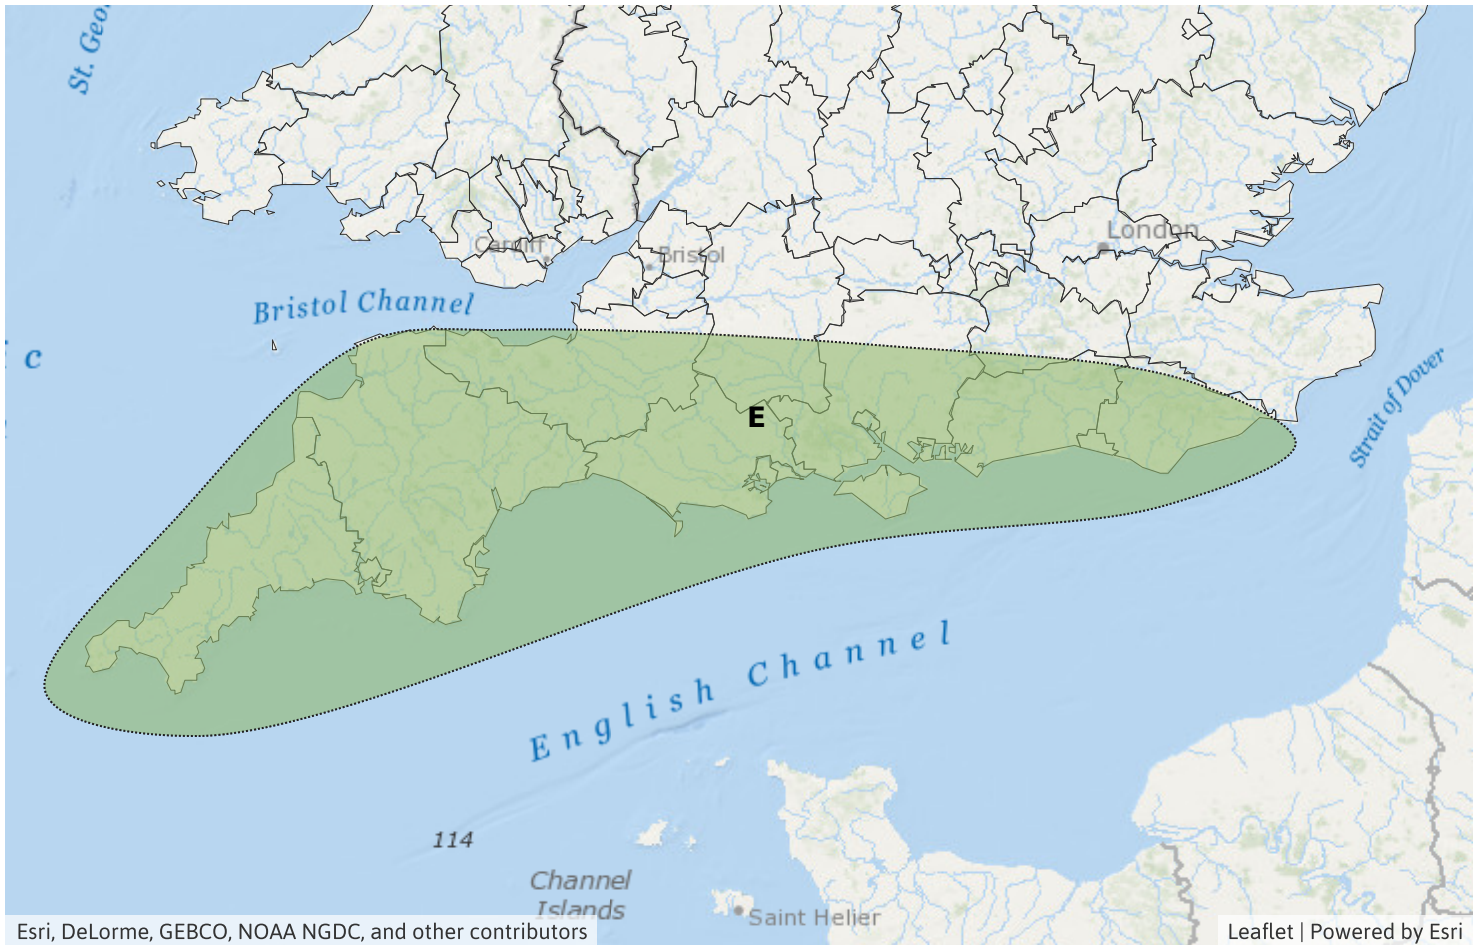 St. Geo
Cardiff
Bristol
London
Bristol Channel
c
Strait of Dover
E
English Channel
114
Channel
Islands
Saint Helier
Esri, DeLorme, GEBCO, NOAA NGDC, and other contributors
Leaflet | Powered by Esri